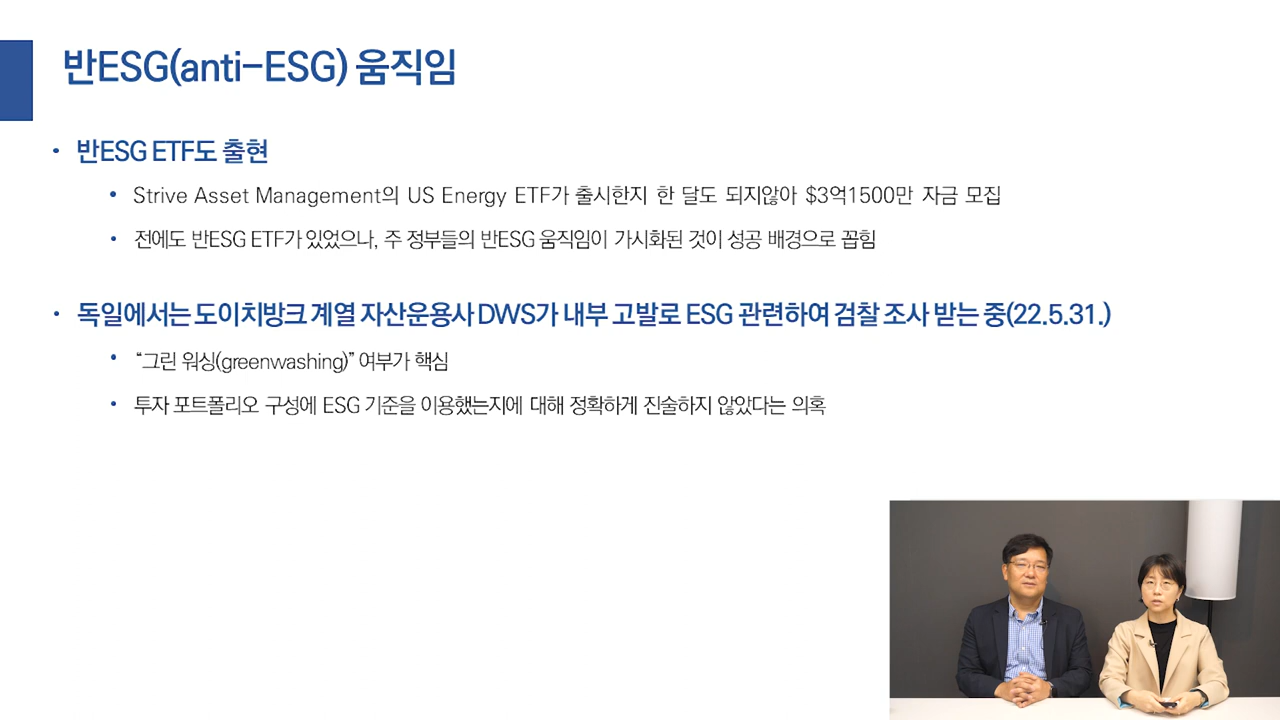 반ESG(anti-ESG) 움직임
• 반ESG ETF도 출현
• Strive Asset Management의 US Energy ETF가 출시한지 한 달도 되지않아 $3억1500만 자금 모집
• 전에도 반ESG ETF가 있었으나, 주 정부들의 반ESG 움직임이 가시화된 것이 성공 배경으로 꼽힘
• 독일에서는 도이치방크 계열 자산운용사 DWS가 내부 고발로 ESG 관련하여 검찰 조사 받는 중(22.5.31.)
• “그린 워싱(greenwashing)” 여부가 핵심
• 투자 포트폴리오 구성에 ESG 기준을 이용했는지에 대해 정확하게 진술하지 않았다는 의혹